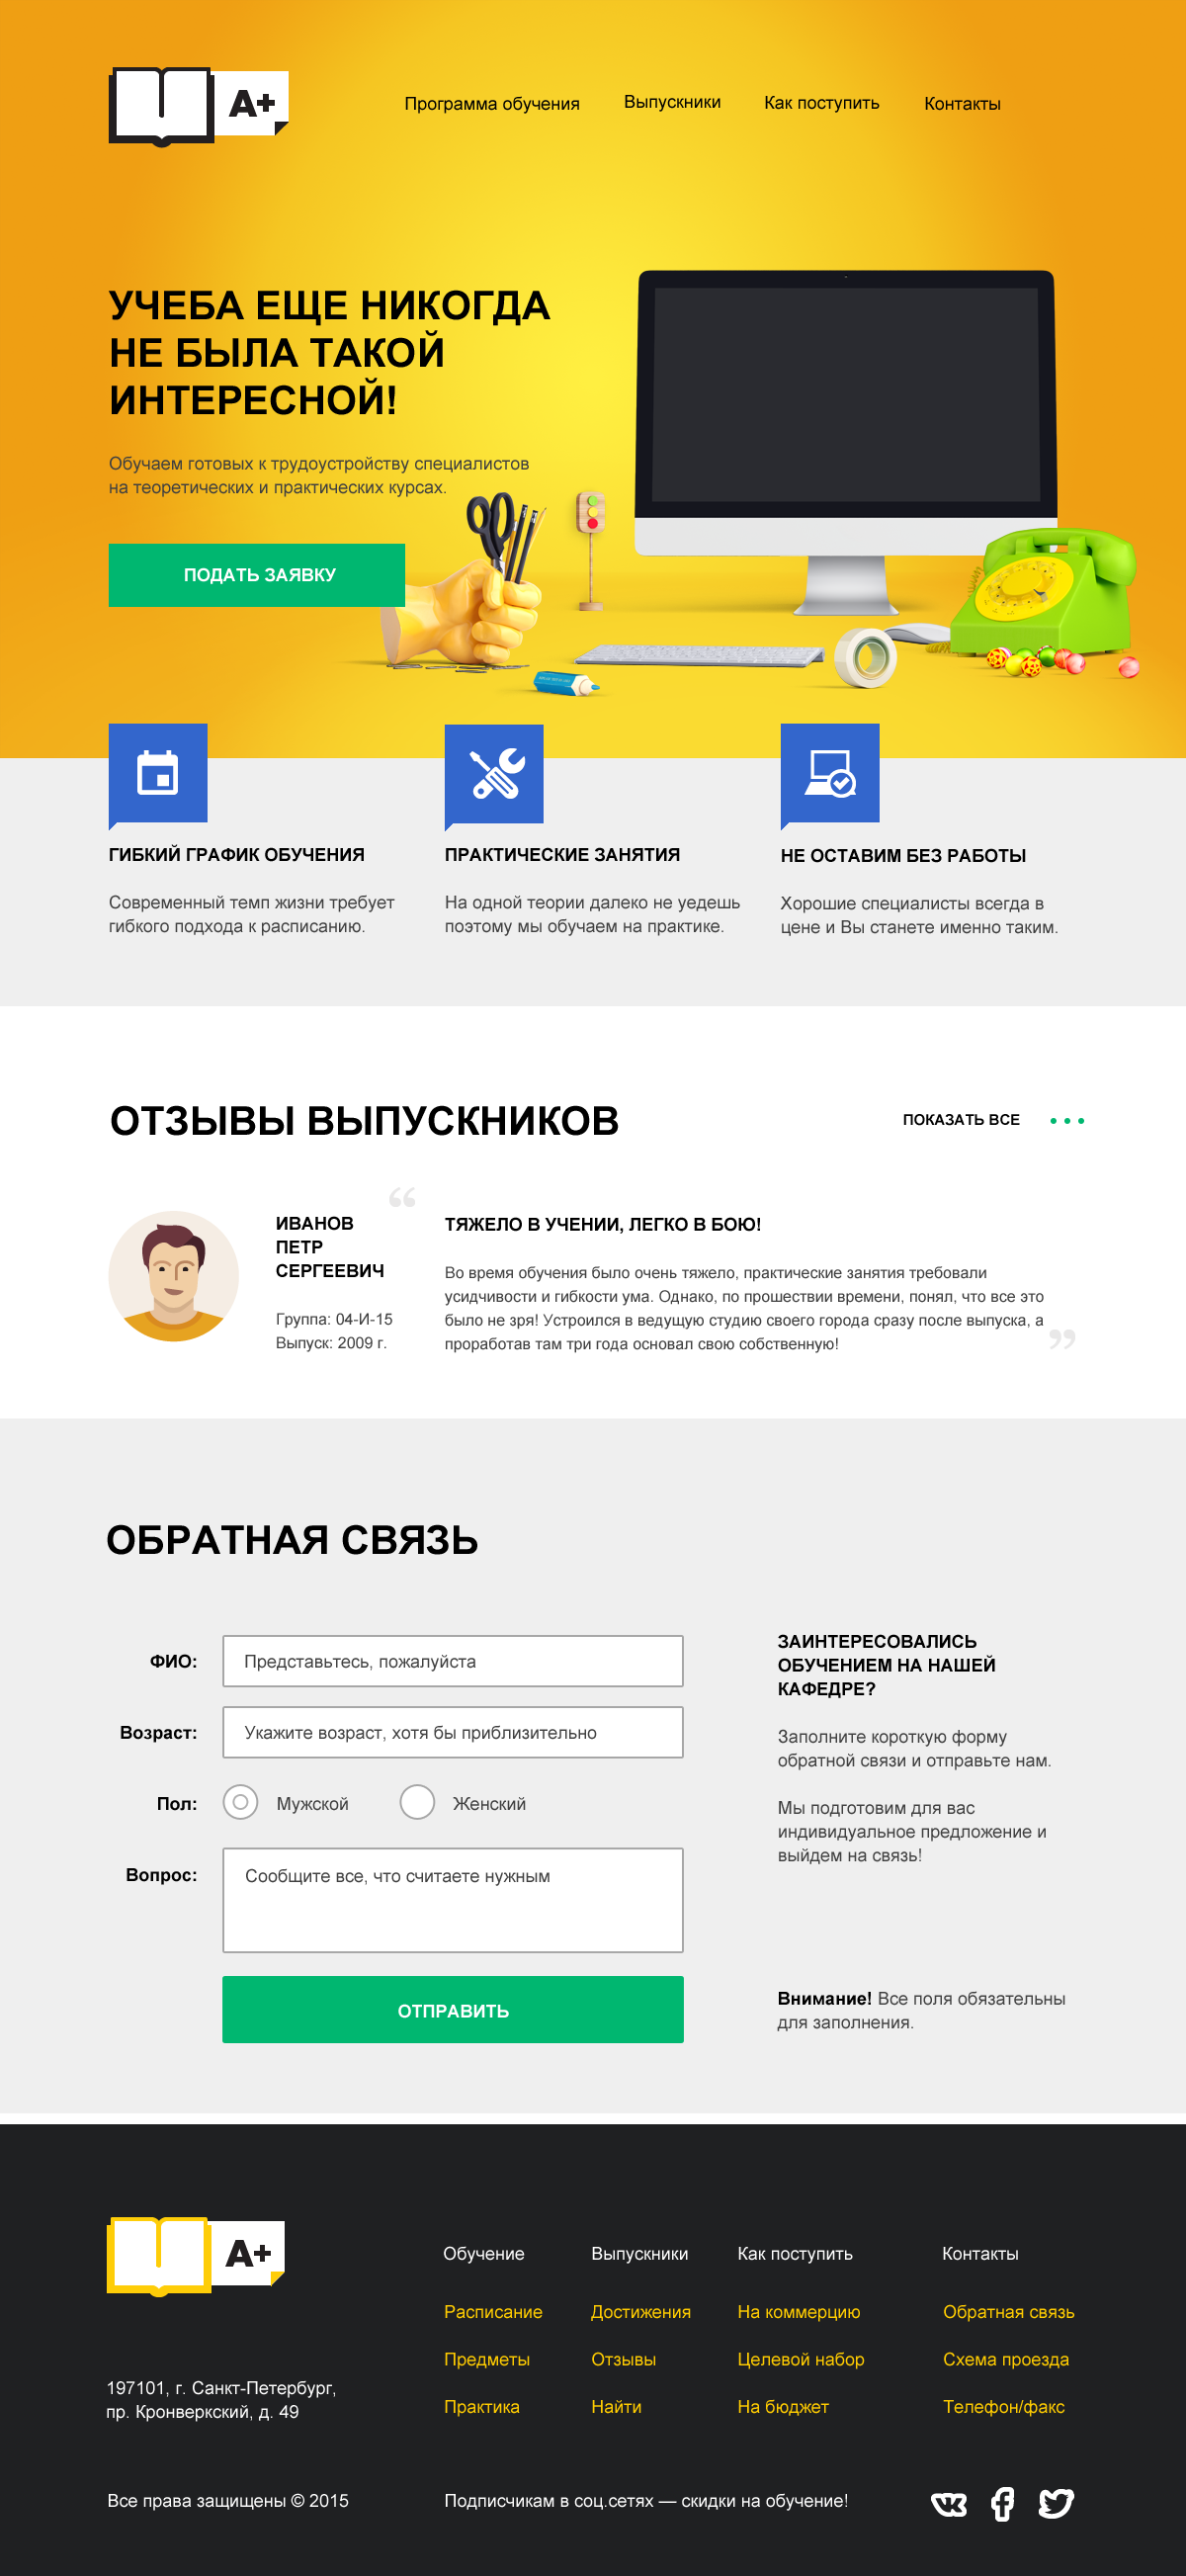 A+
Программа обучения
Выпускники
Как поступить
Контакты
УЧЕБА ЕЩЕ НИКОГДА
НЕ БЫЛА ТАКОЙ
ИНТЕРЕСНОЙ!
Обучаем готовых к трудоустройству специалистов
на теоретических и практических курсах.
ПОДАТЬ ЗАЯВКУ
ГИБКИЙ ГРАФИК ОБУЧЕНИЯ
Современный темп жизни требует
гибкого подхода к расписанию.
ПРАКТИЧЕСКИЕ ЗАНЯТИЯ
На одной теории далеко не уедешь
поэтому мы обучаем на практике.
НЕ ОСТАВИМ БЕЗ РАБОТЫ
Хорошие специалисты всегда в
цене и Вы станете именно таким.
ОТЗЫВЫ ВЫПУСКНИКОВ
ПОКАЗАТЬ ВСЕ
ИВАНОВ
ПЕТР
СЕРГЕЕВИЧ
Группа: 04-И-15
Выпуск: 2009 г.
“
ТЯЖЕЛО В УЧЕНИИ, ЛЕГКО В БОЮ!
Во время обучения было очень тяжело, практические занятия требовали
усидчивости и гибкости ума. Однако, по прошествии времени, понял, что все это
было не зря! Устроился в ведущую студию своего города сразу после выпуска, а
проработав там три года основал свою собственную!
”
ОБРАТНАЯ СВЯЗЬ
ФИО:
Представьтесь, пожалуйста
Возраст:
Укажите возраст, хотя бы приблизительно
Пол:
Мужской
Женский
Вопрос:
Сообщите все, что считаете нужным
ОТПРАВИТЬ
ЗАИНТЕРЕСОВАЛИСЬ
ОБУЧЕНИЕМ НА НАШЕЙ
КАФЕДРЕ?
Заполните короткую форму
обратной связи и отправьте нам.
Мы подготовим для вас
индивидуальное предложение и
выйдем на связь!
Внимание! Все поля обязательны
для заполнения.
A+
197101, г. Санкт-Петербург,
пр. Кронверкский, д. 49
Обучение
Расписание
Предметы
Практика
Выпускники
Достижения
Отзывы
Найти
Как поступить
На коммерцию
Целевой набор
На бюджет
Контакты
Обратная связь
Схема проезда
Телефон/факс
Все права защищены © 2015
Подписчикам в соц.сетях — скидки на обучение!